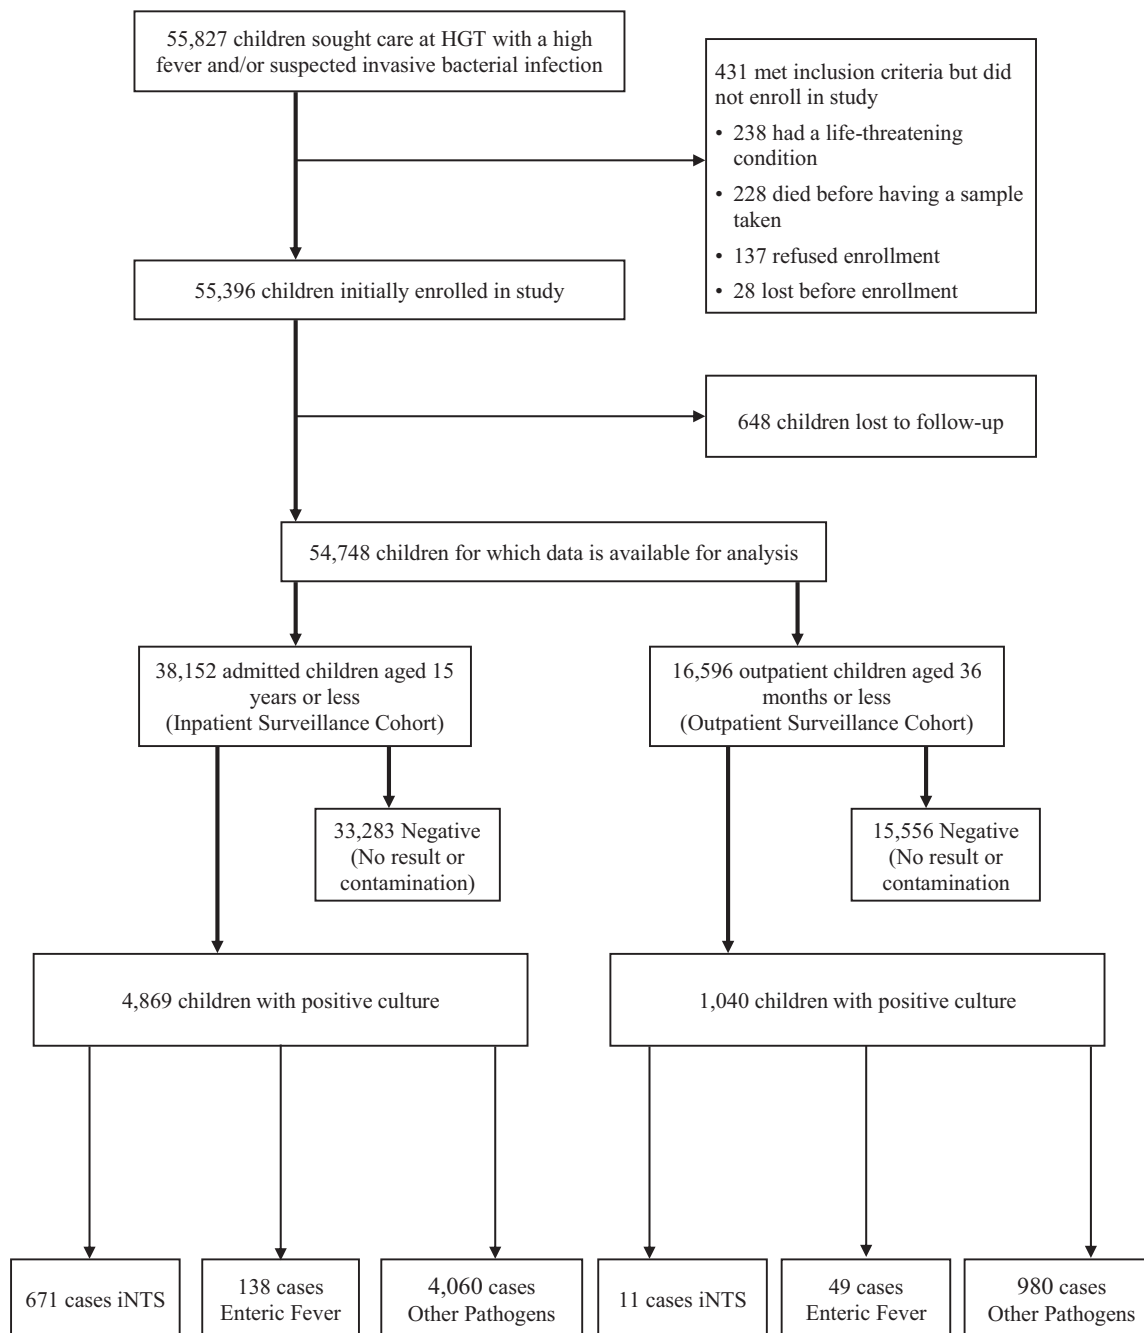 55,827 children sought care at HGT with a high
fever and/or suspected invasive bacterial infection
431 met inclusion criteria but did
not enroll in study
• 238 had a life-threatening
condition
• 228 died before having a sample
taken
• 137 refused enrollment
• 28 lost before enrollment
55,396 children initially enrolled in study
648 children lost to follow-up
54,748 children for which data is available for analysis
38,152 admitted children aged 15
years or less
(Inpatient Surveillance Cohort)
16,596 outpatient children aged 36
months or less
(Outpatient Surveillance Cohort)
33,283 Negative
(No result or
contamination)
15,556 Negative
(No result or
contamination
4,869 children with positive culture
1,040 children with positive culture
671 cases iNTS
138 cases
Enteric Fever
4,060 cases
Other Pathogens
11 cases iNTS
49 cases
Enteric Fever
980 cases
Other Pathogens